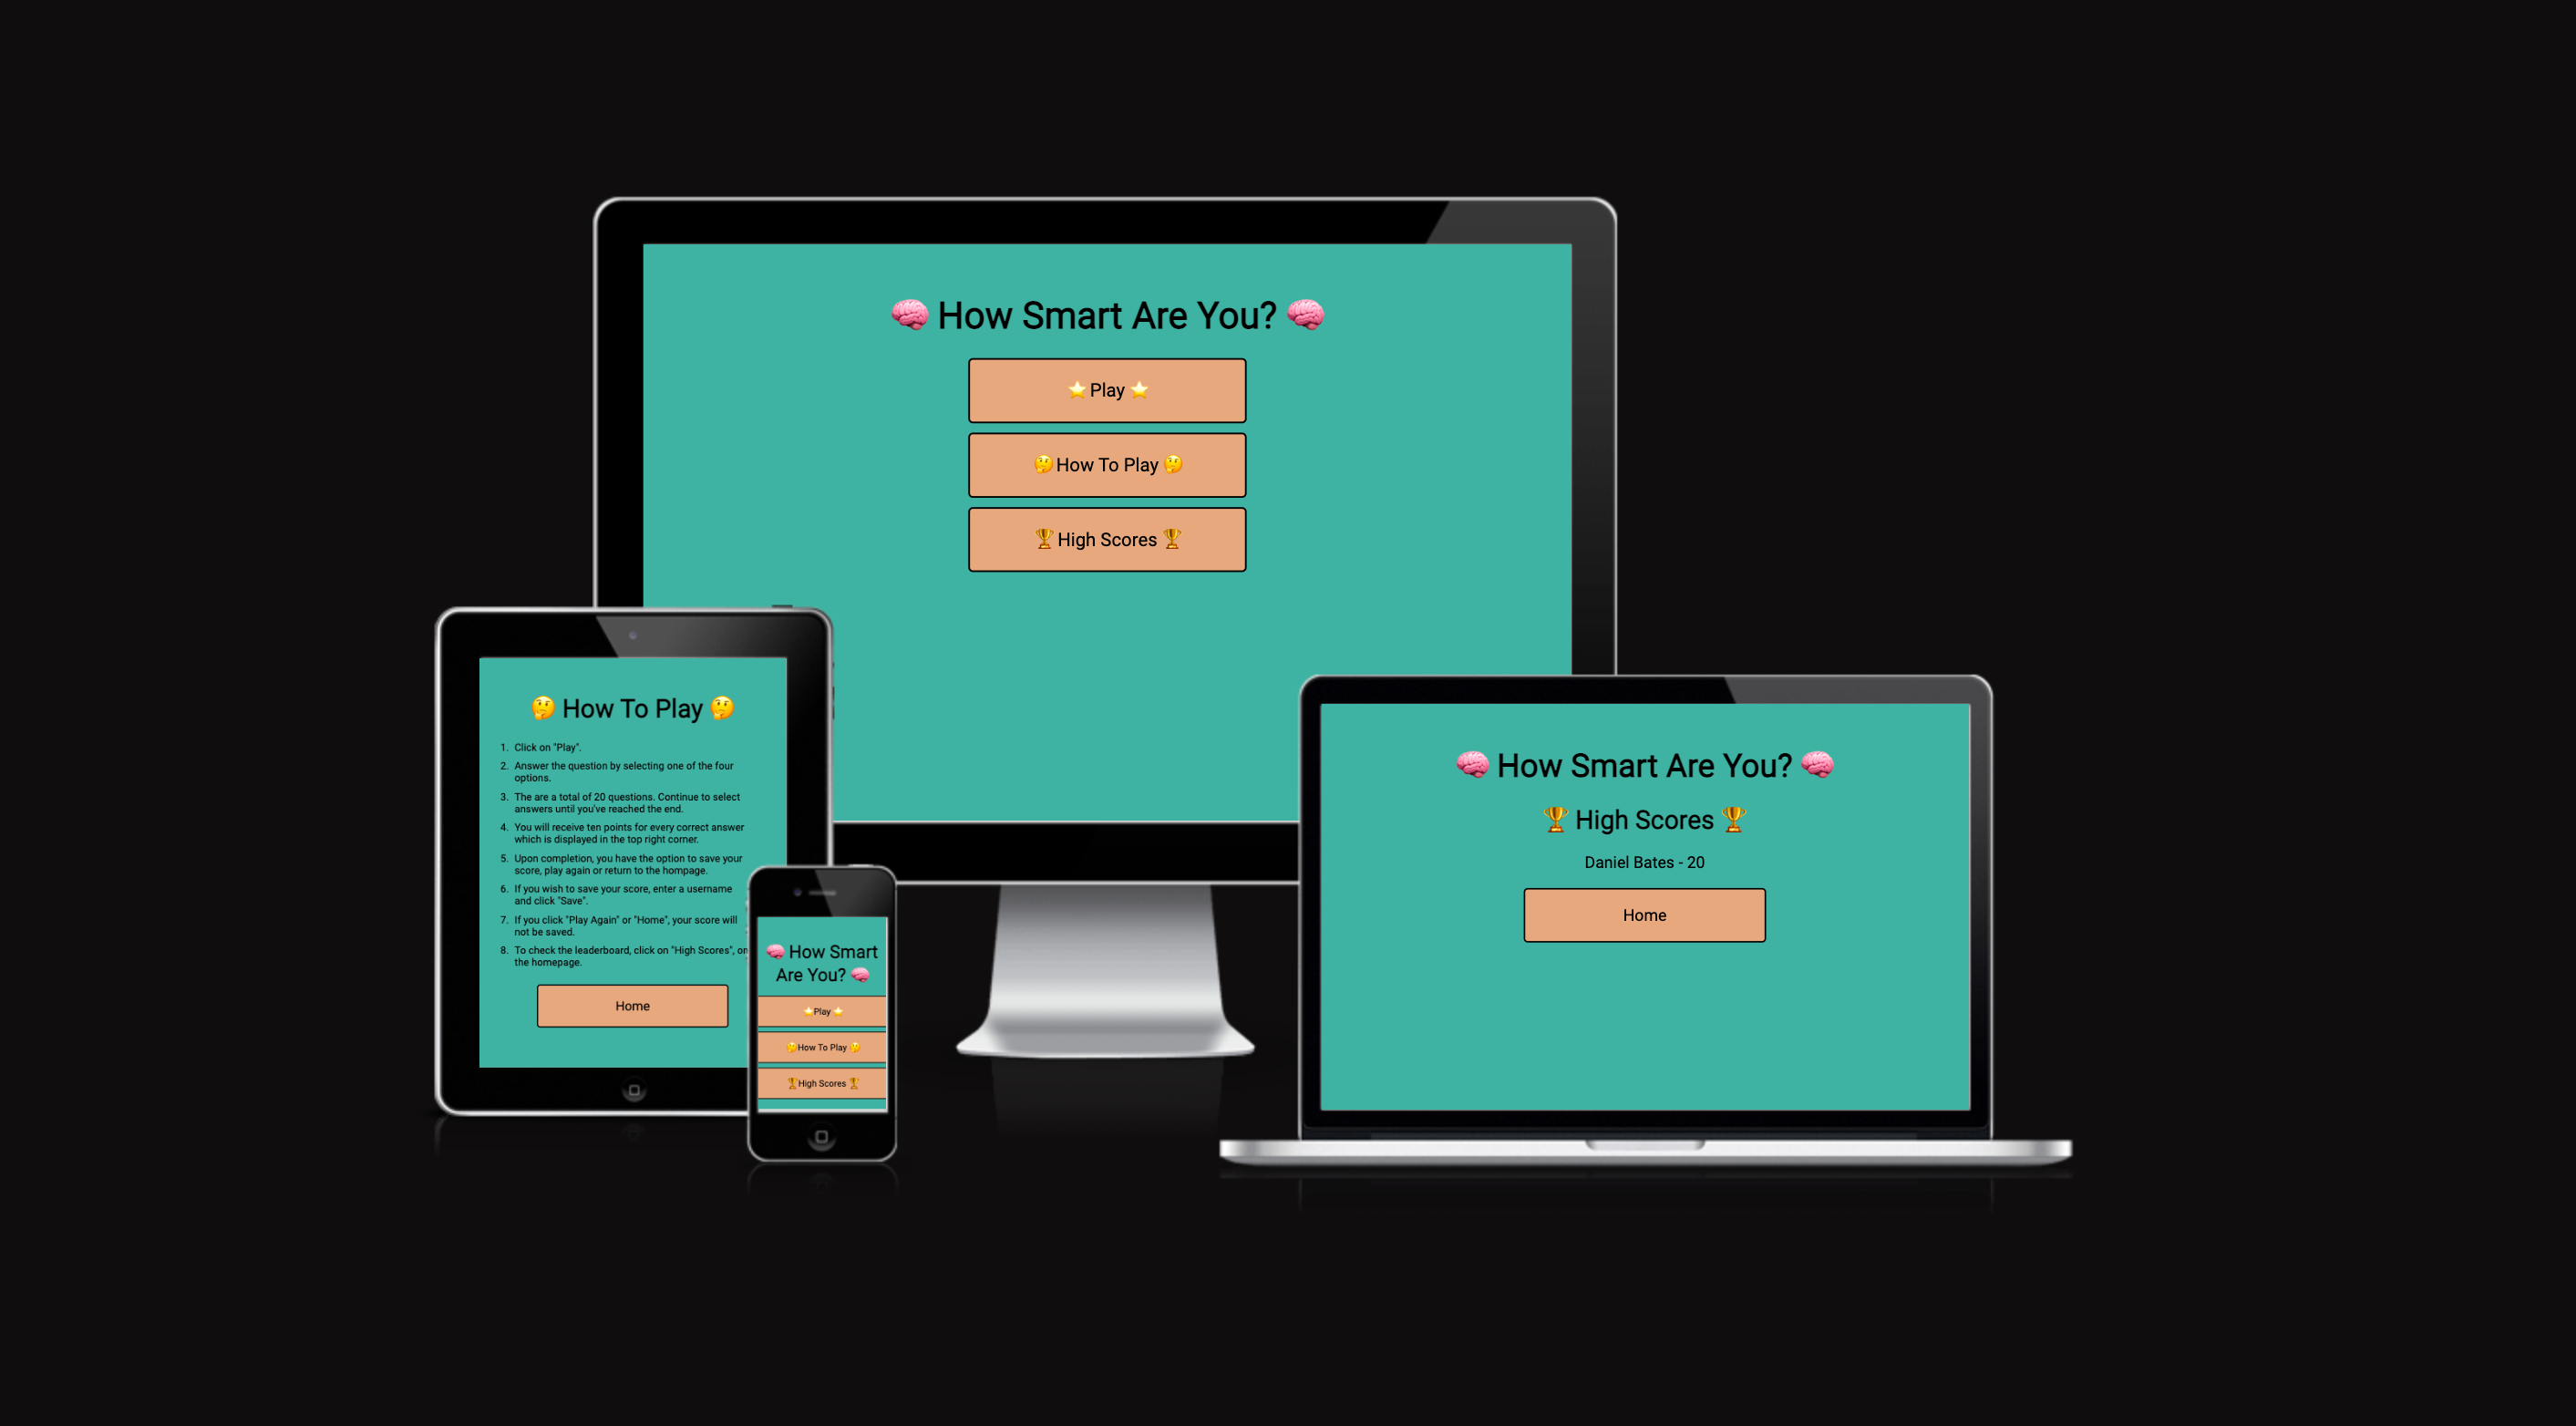 🧠 How Smart Are You? 🧠
⭐ Play ⭐
🤔How To Play 🤔
🏆High Scores 🏆
🤔 How To Play 🤔
1. Click on "Play".
2. Answer the question by selecting one of the four
options.
3. The are a total of 20 questions. Continue to select
answers until you've reached the end.
4. You will receive ten points for every correct answer
which is displayed in the top right corner.
5. Upon completion, you have the option to save your
score, play again or return to the hompage.
6. If you wish to save your score, enter a username
and click "Save".
7. If you click "Play Again" or "Home", your score will
not be saved.
8. To check the leaderboard, click on "High Scores", on
the homepage.
Home
🧠 How Smart
Are You? 🧠
⭐Play ⭐
🤔How To Play 🤔
🏆High Scores 🏆
🧠 How Smart Are You? 🧠
🏆 High Scores 🏆
Daniel Bates - 20
Home